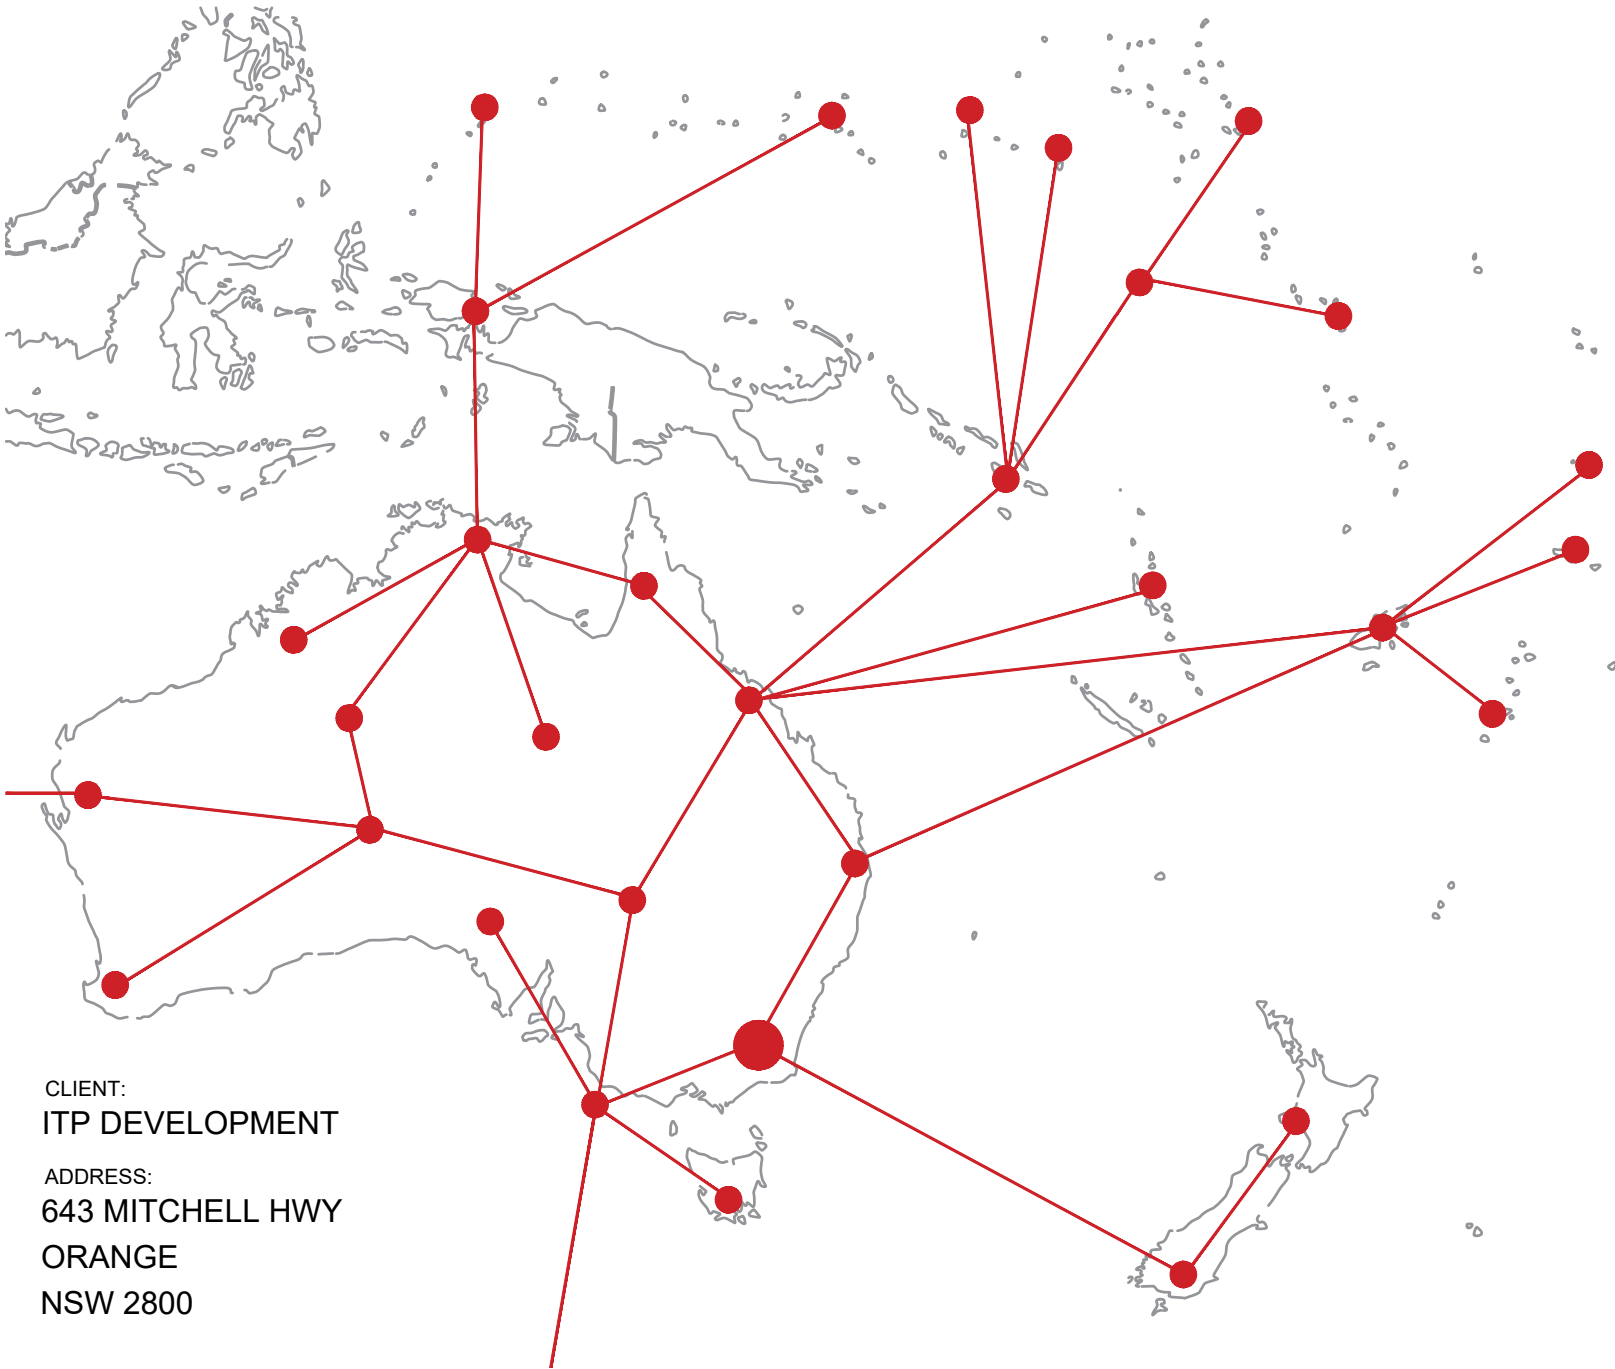 CLIENT:
ITP DEVELOPMENT
ADDRESS:
643 MITCHELL HWY
ORANGE
NSW 2800